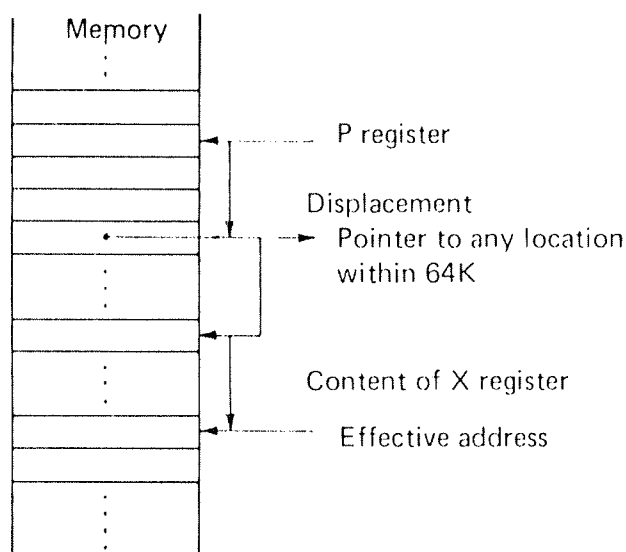 Memory
P register
Displacement
Pointer to any location
within 64K
Content of X register
Effective address